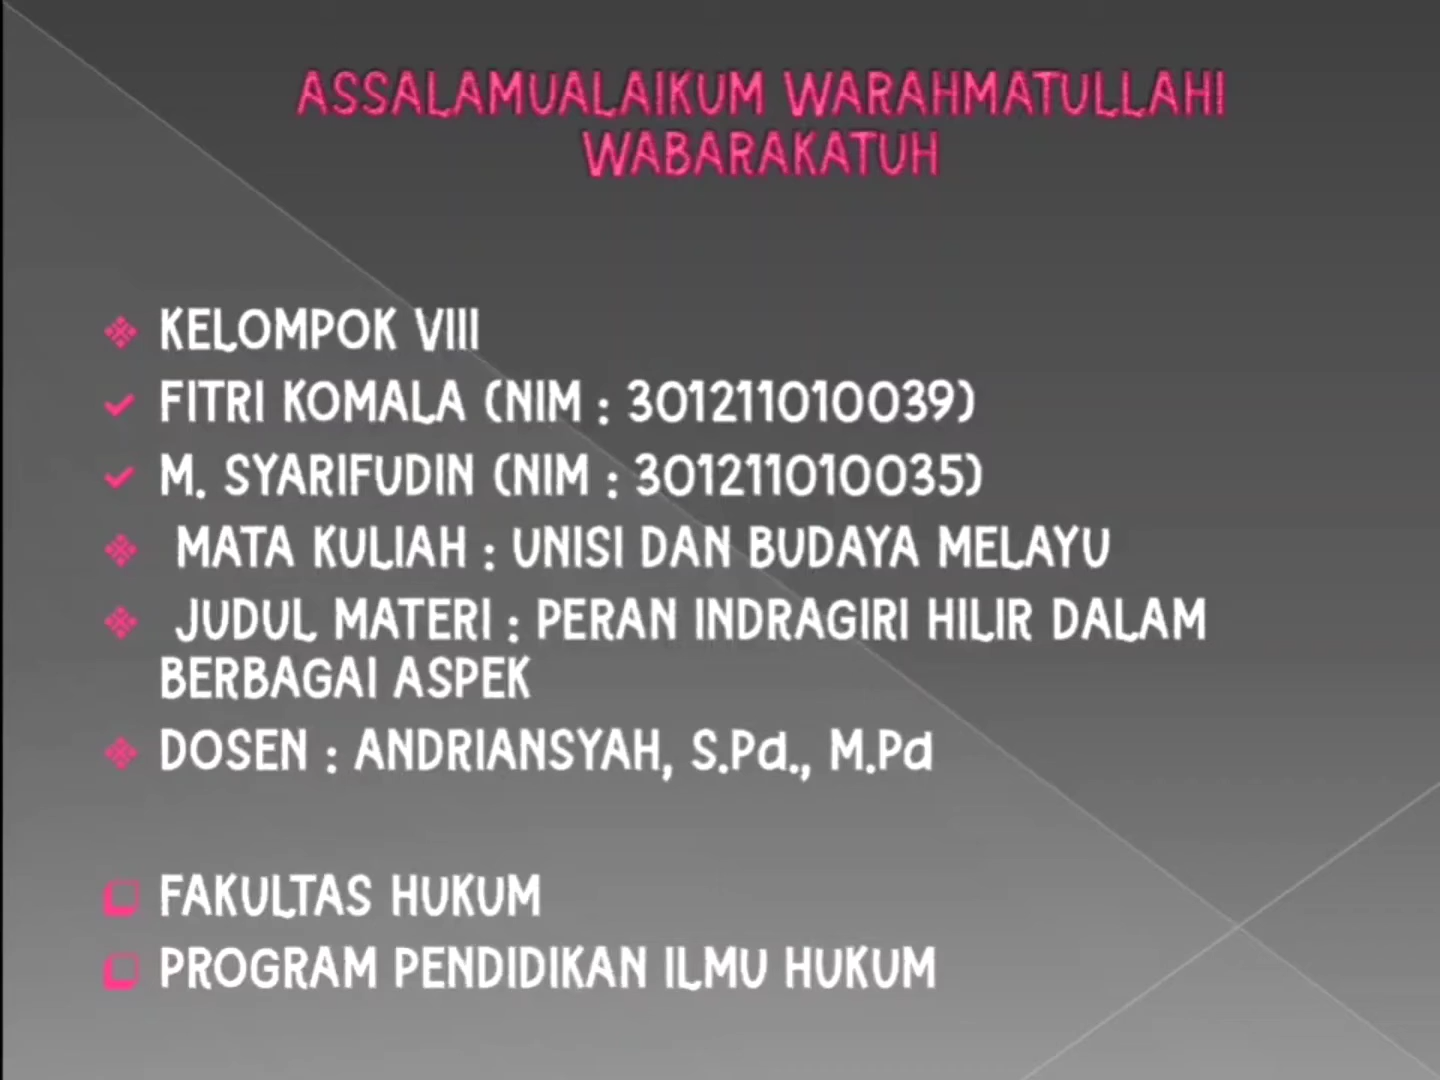 ASSALAMUALAIKUM WARAHMATULLAHI
WABARAKATUH
KELOMPOK VIII
FITRI KOMALA (NIM : 301211010039)
M. SYARIFUDIN (NIM : 301211010035)
MATA KULIAH : UNISI DAN BUDAYA MELAYU
JUDUL MATERI : PERAN INDRAGIRI HILIR DALAM
BERBAGAI ASPEK
DOSEN : ANDRIANSYAH, S.Pd., M.Pd
FAKULTAS HUKUM
PROGRAM PENDIDIKAN ILMU HUKUM